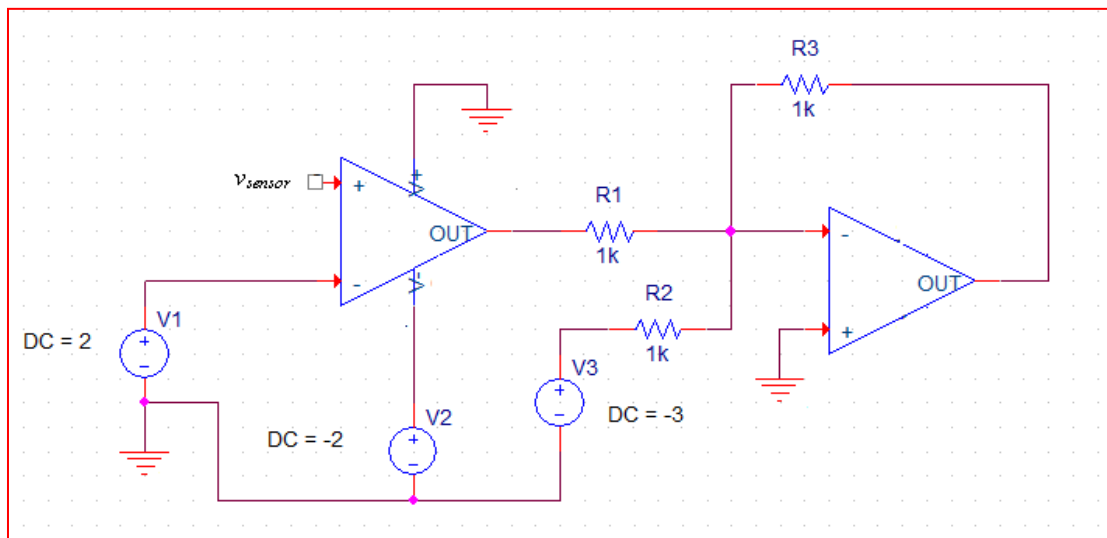 R3
1k
v_sensor
+
V+
OUT
-
V-
R1
1k
R2
1k
-
OUT
+
V1
DC = 2
+
-
V2
DC = -2
+
-
V3
DC = -3
+
-